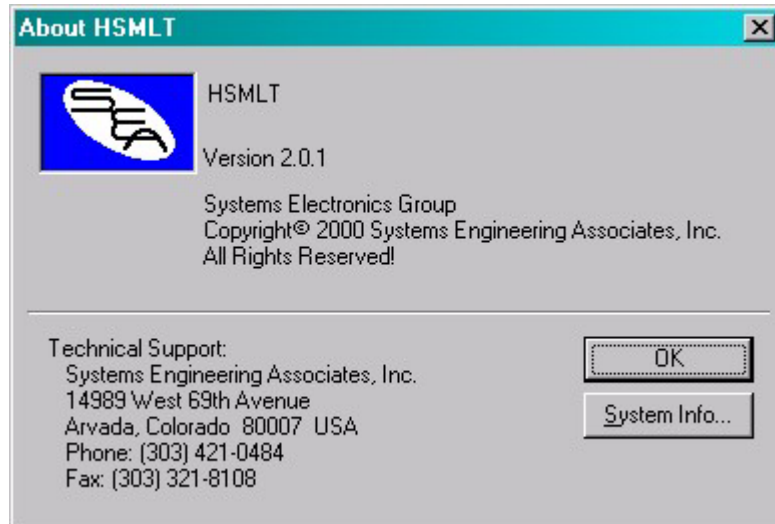 About HSMLT
SEA
HSMLT
Version 2.0.1
Systems Electronics Group
Copyright© 2000 Systems Engineering Associates, Inc.
All Rights Reserved!
Technical Support:
Systems Engineering Associates, Inc.
14989 West 69th Avenue
Arvada, Colorado 80007 USA
Phone: (303) 421-0484
Fax: (303) 321-8108
OK
System Info...